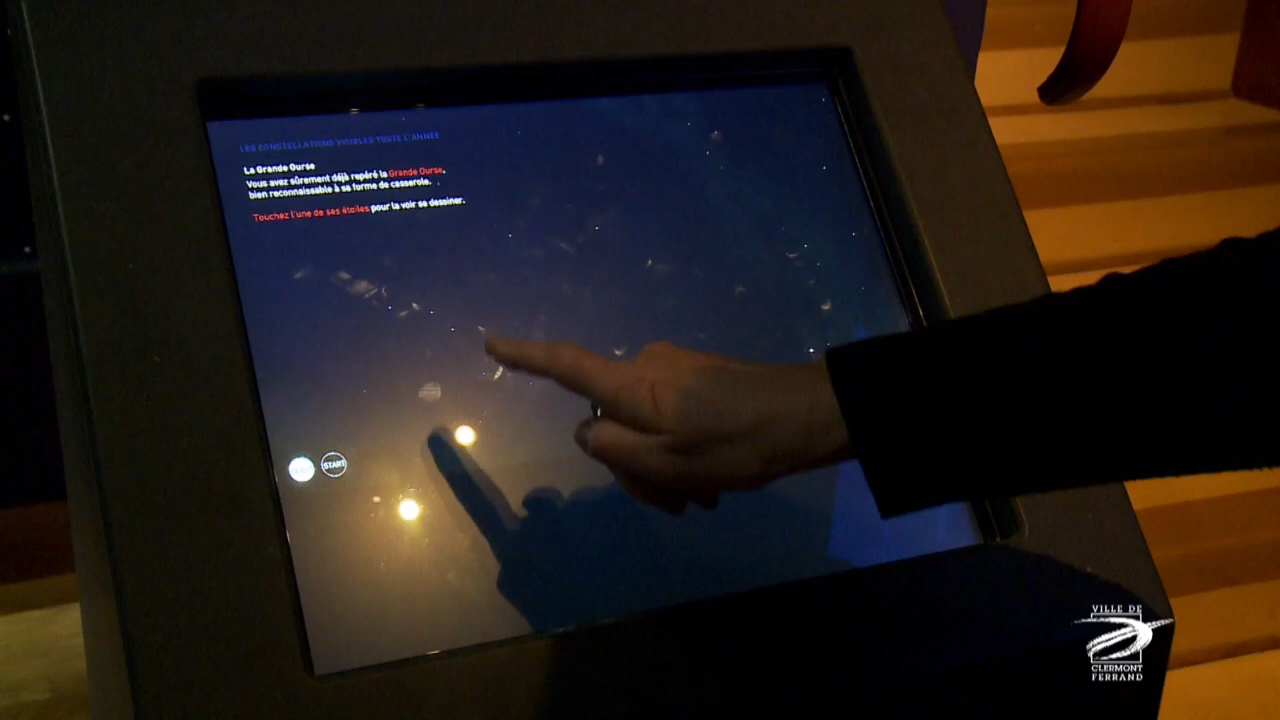 LES CONSTELLATIONS VISIBLES TOUTE L'ANNÉE
La Grande Ourse
Vous avez sûrement déjà repéré la Grande Ourse,
bien reconnaissable à sa forme de casserole.
Touchez l'une de ses étoiles pour la voir se dessiner.
START
VILLE DE
CLERMONT
FERRAND